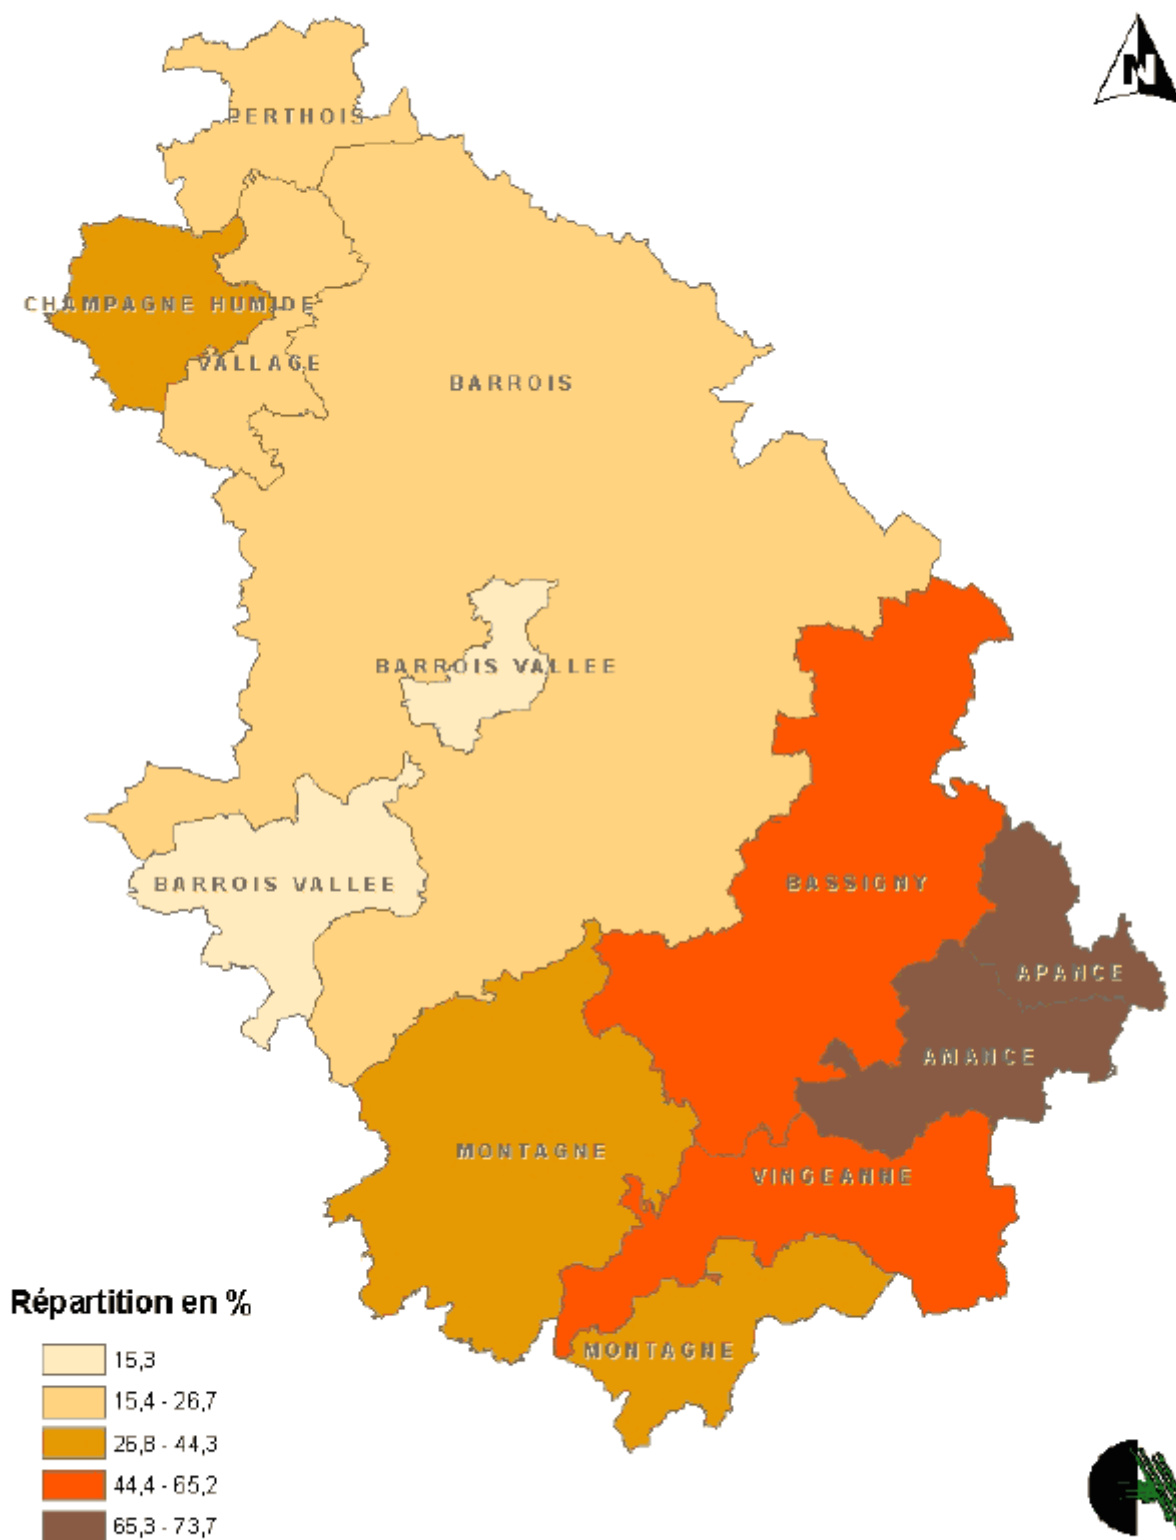 N
PERTHOIS
CHAMPAGNE HUMIDE
VALLAGE
BARROIS
BARROIS VALLEE
BARROIS VALLEE
BASSIGNY
APANCE
AMANCE
MONTAGNE
VINGEANNE
MONTAGNE
Répartition en %
15,3
15,4 - 26,7
26,8 - 44,3
44,4 - 65,2
65,3 - 73,7